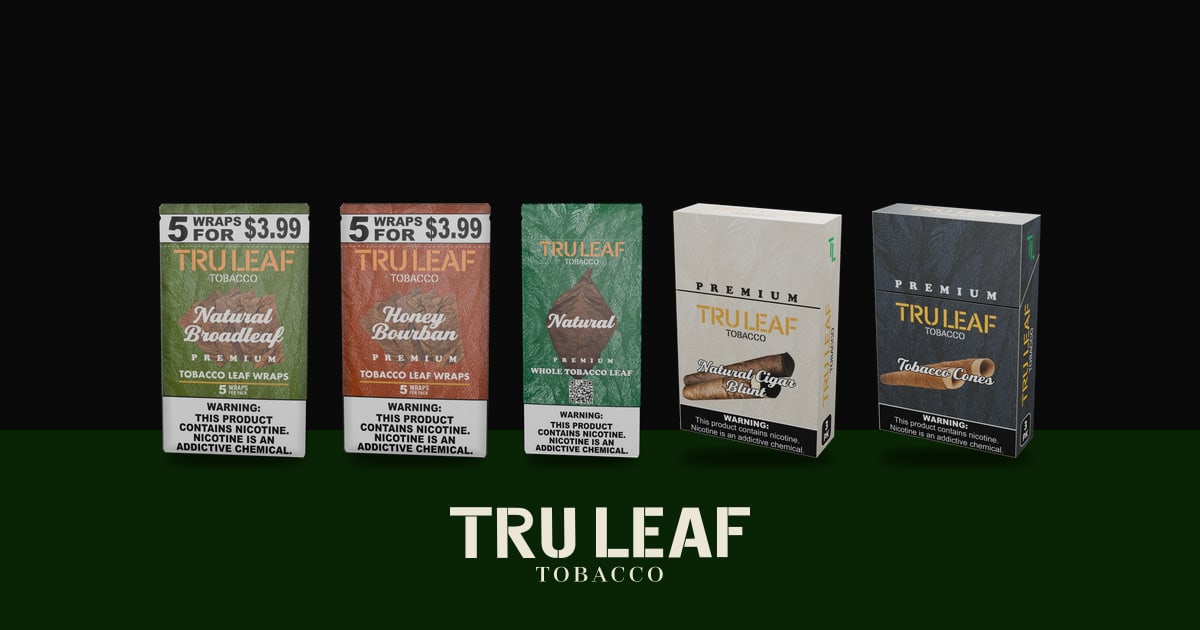 5 WRAPS FOR $3.99
TRU LEAF
TOBACCO
Natural
Broadleaf
PREMIUM
TOBACCO LEAF WRAPS
5 WRAPS PER PACK
WARNING:
THIS PRODUCT
CONTAINS NICOTINE.
NICOTINE IS AN
ADDICTIVE CHEMICAL.
5 WRAPS FOR $3.99
TRU LEAF
TOBACCO
Honey
Bourban
PREMIUM
TOBACCO LEAF WRAPS
5 WRAPS PER PACK
WARNING:
THIS PRODUCT
CONTAINS NICOTINE.
NICOTINE IS AN
ADDICTIVE CHEMICAL.
TRU LEAF
TOBACCO
Natural
PREMIUM
WHOLE TOBACCO LEAF
WARNING:
THIS PRODUCT
CONTAINS NICOTINE.
NICOTINE IS AN
ADDICTIVE CHEMICAL.
PREMIUM
TRU LEAF
TOBACCO
Natural Cigar
Blunt
WARNING:
This product contains nicotine.
Nicotine is an addictive chemical.
TL
TRU LEAF
TOBACCO
PREMIUM
TRU LEAF
TOBACCO
Tobacco Cones
WARNING:
This product contains nicotine.
Nicotine is an addictive chemical.
TL
TRU LEAF
TOBACCO
TRU LEAF
TOBACCO